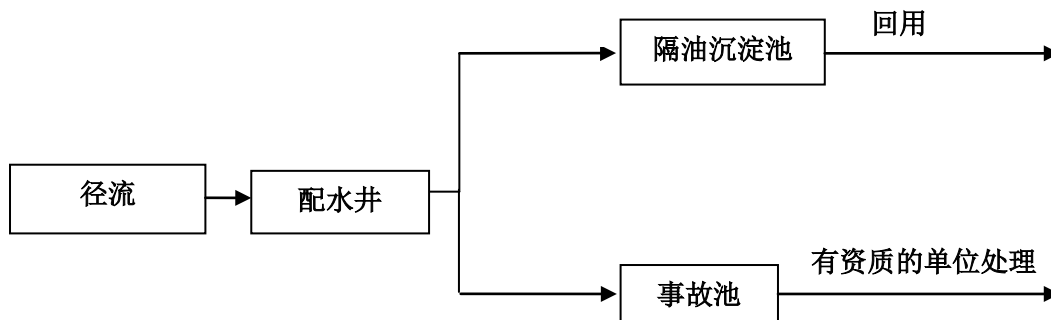 回用
隔油沉淀池
径流
配水井
有资质的单位处理
事故池